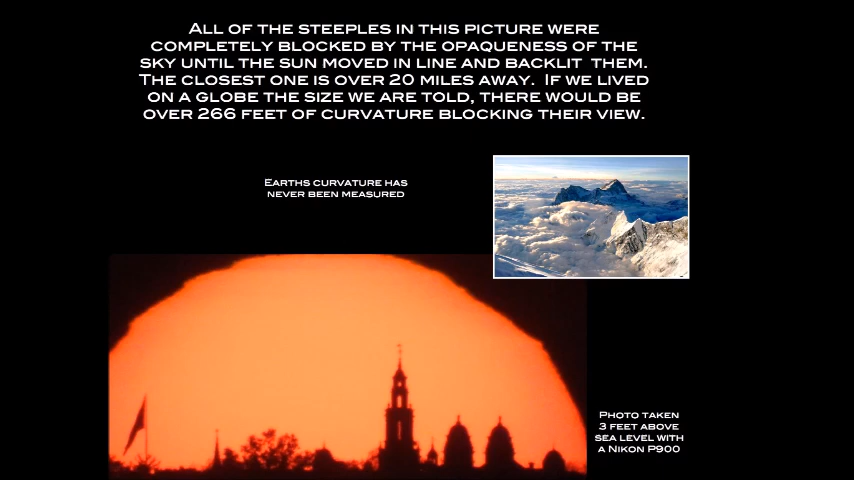 ALL OF THE STEEPLES IN THIS PICTURE WERE
COMPLETELY BLOCKED BY THE OPAQUENESS OF THE
SKY UNTIL THE SUN MOVED IN LINE AND BACKLIT THEM.
THE CLOSEST ONE IS OVER 20 MILES AWAY. IF WE LIVED
ON A GLOBE THE SIZE WE ARE TOLD, THERE WOULD BE
OVER 266 FEET OF CURVATURE BLOCKING THEIR VIEW.
EARTHS CURVATURE HAS
NEVER BEEN MEASURED
PHOTO TAKEN
3 FEET ABOVE
SEA LEVEL WITH
A NIKON P900